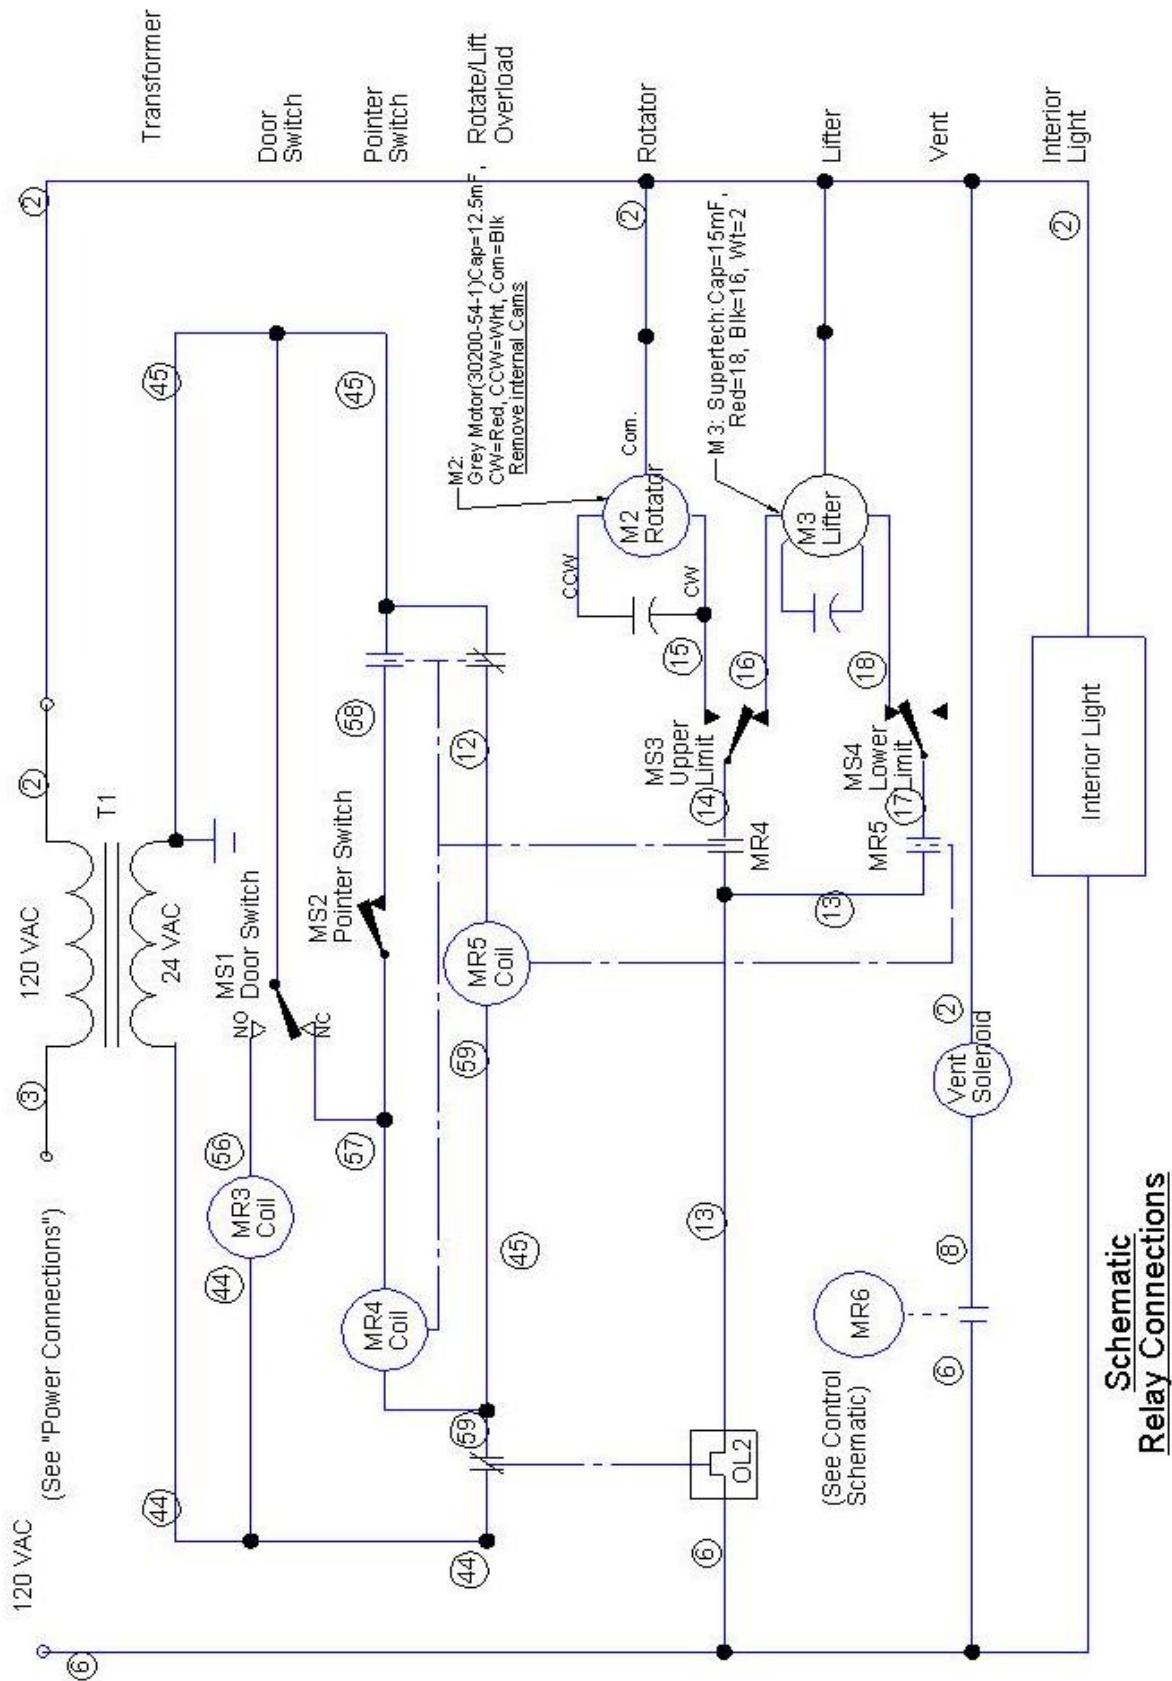 120 VAC
6
(See "Power Connections")
3
120 VAC
T1
2
2
24 VAC
44
45
Transformer
44
MR3
Coil
56
NO
NC
MS1
Door Switch
Door
Switch
MR4
Coil
57
MS2
Pointer Switch
58
45
Pointer
Switch
44
59
45
59
MR5
Coil
12
Rotate/Lift
Overload
M2:
Grey Motor(30200-54-1)Cap=12.5mF,
CW=Red, CCW=Wht, Com=Blk
Remove internal Cams
CCW
CW
M2
Rotator
Com.
2
Rotator
6
OL2
13
13
MR4
14
MS3
Upper
Limit
15
16
M3: Supertech:Cap=15mF,
Red=18, Blk=16, Wt=2
M3
Lifter
Lifter
MR5
17
MS4
Lower
Limit
18
(See Control
Schematic)
MR6
6
8
Vent
Solenoid
2
Vent
Interior Light
2
Interior
Light
Schematic
Relay Connections